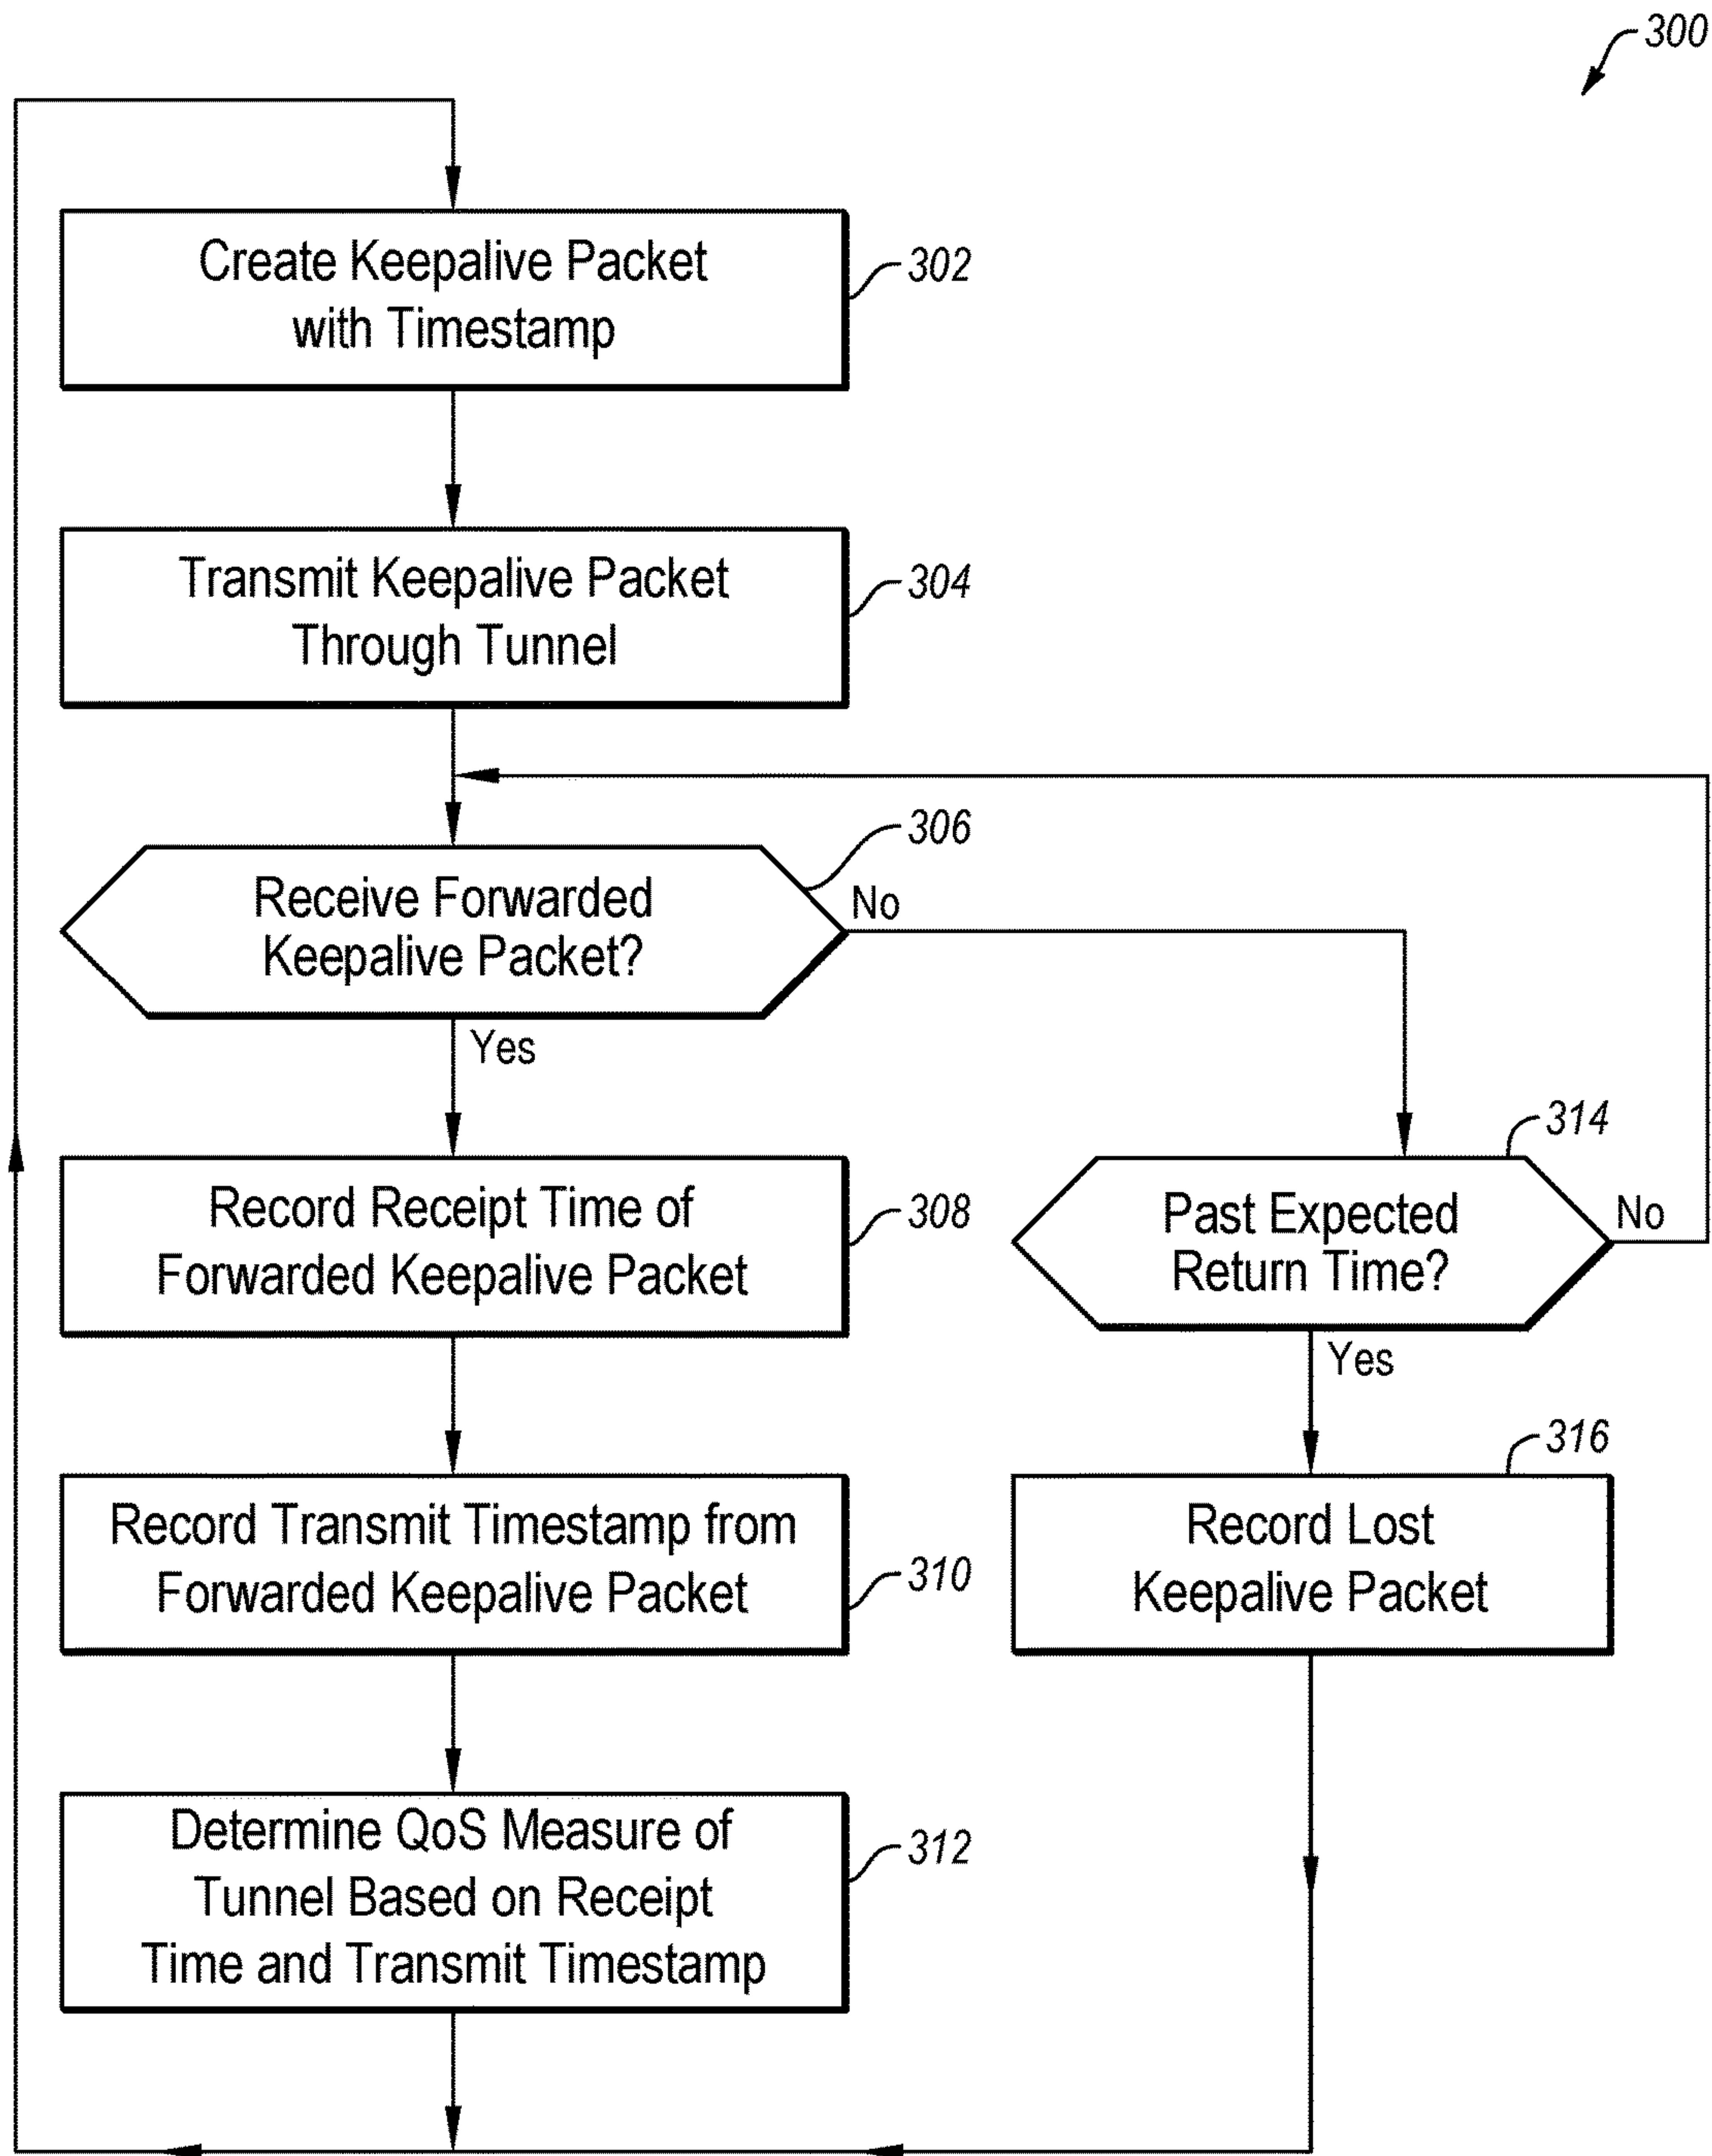 300
Create Keepalive Packet
with Timestamp
302
Transmit Keepalive Packet
Through Tunnel
304
306
Receive Forwarded
Keepalive Packet?
No
Yes
Record Receipt Time of
Forwarded Keepalive Packet
308
314
Past Expected
Return Time?
No
Yes
Record Transmit Timestamp from
Forwarded Keepalive Packet
310
316
Record Lost
Keepalive Packet
Determine QoS Measure of
Tunnel Based on Receipt
Time and Transmit Timestamp
312